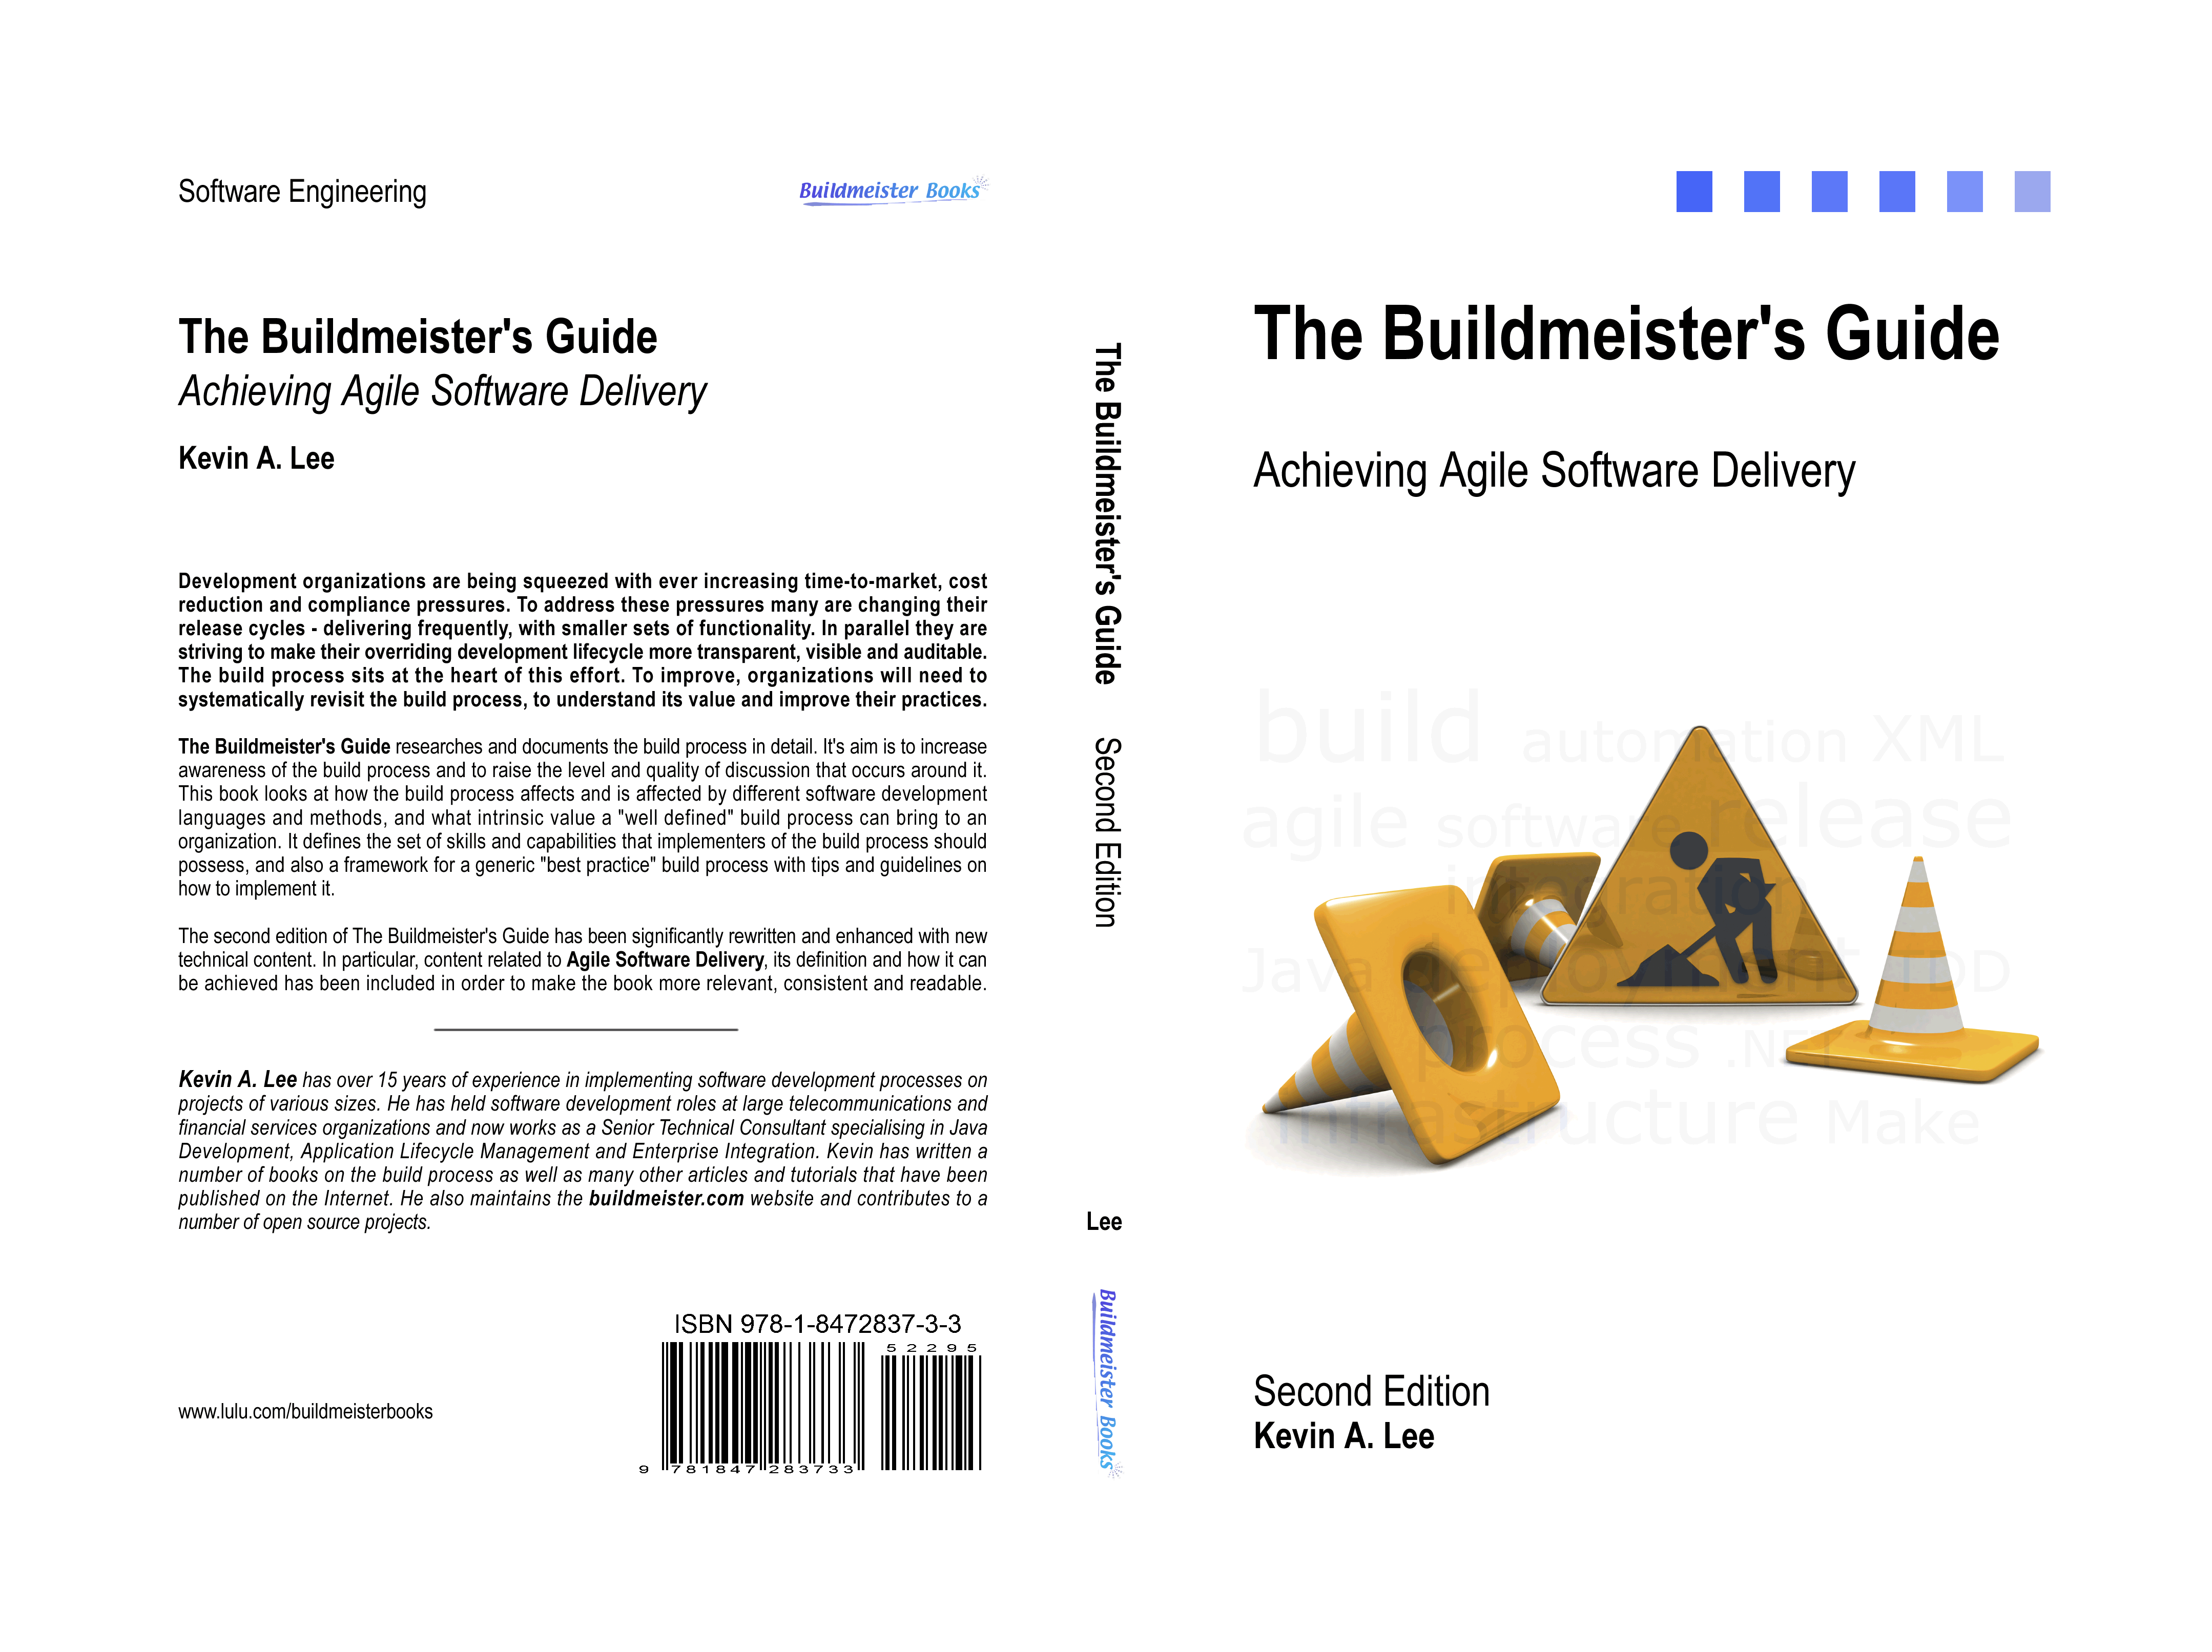 Software Engineering
Buildmeister Books
The Buildmeister's Guide
Achieving Agile Software Delivery
Kevin A. Lee
Development organizations are being squeezed with ever increasing time-to-market, cost
reduction and compliance pressures. To address these pressures many are changing their
release cycles - delivering frequently, with smaller sets of functionality. In parallel they are
striving to make their overriding development lifecycle more transparent, visible and auditable.
The build process sits at the heart of this effort. To improve, organizations will need to
systematically revisit the build process, to understand its value and improve their practices.
The Buildmeister's Guide researches and documents the build process in detail. It's aim is to increase
awareness of the build process and to raise the level and quality of discussion that occurs around it.
This book looks at how the build process affects and is affected by different software development
languages and methods, and what intrinsic value a "well defined" build process can bring to an
organization. It defines the set of skills and capabilities that implementers of the build process should
possess, and also a framework for a generic "best practice" build process with tips and guidelines on
how to implement it.
The second edition of The Buildmeister's Guide has been significantly rewritten and enhanced with new
technical content. In particular, content related to Agile Software Delivery, its definition and how it can
be achieved has been included in order to make the book more relevant, consistent and readable.
Kevin A. Lee has over 15 years of experience in implementing software development processes on
projects of various sizes. He has held software development roles at large telecommunications and
financial services organizations and now works as a Senior Technical Consultant specialising in Java
Development, Application Lifecycle Management and Enterprise Integration. Kevin has written a
number of books on the build process as well as many other articles and tutorials that have been
published on the Internet. He also maintains the buildmeister.com website and contributes to a
number of open source projects.
www.lulu.com/buildmeisterbooks
ISBN 978-1-8472837-3-3
52295
9 781847 283733
The Buildmeister's Guide Second Edition
Lee
Buildmeister Books
The Buildmeister's Guide
Achieving Agile Software Delivery
build automation XML
agile software release
integration
Java deployment TDD
process .NET
infrastructure Make
Second Edition
Kevin A. Lee